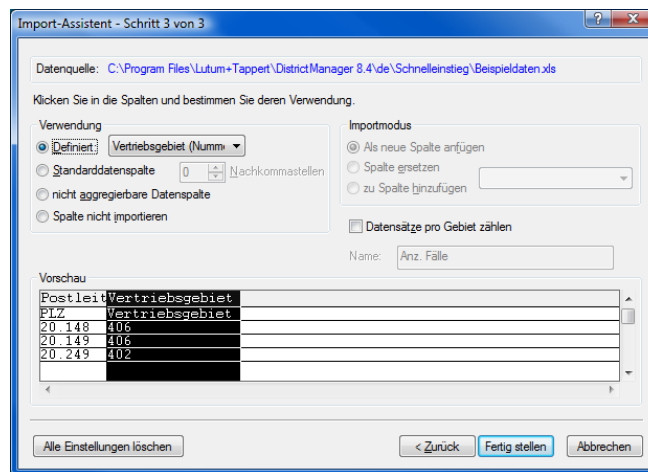 Import-Assistent - Schritt 3 von 3
Datenquelle: C:\Program Files\Lutum+Tappert\DistrictManager 8.4\de\Schnelleinstieg\Beispieldaten.xls
Klicken Sie in die Spalten und bestimmen Sie deren Verwendung.
Verwendung
Definiert: Vertriebsgebiet (Numme
Standarddatenspalte 0 Nachkommastellen
nicht aggregierbare Datenspalte
Spalte nicht importieren
Importmodus
Als neue Spalte anfügen
Spalte ersetzen
zu Spalte hinzufügen
Datensätze pro Gebiet zählen
Name: Anz. Fälle
Vorschau
Postleit Vertriebsgebiet
PLZ Vertriebsgebiet
20.148 406
20.149 406
20.249 402
Alle Einstellungen löschen
< Zurück Fertig stellen Abbrechen